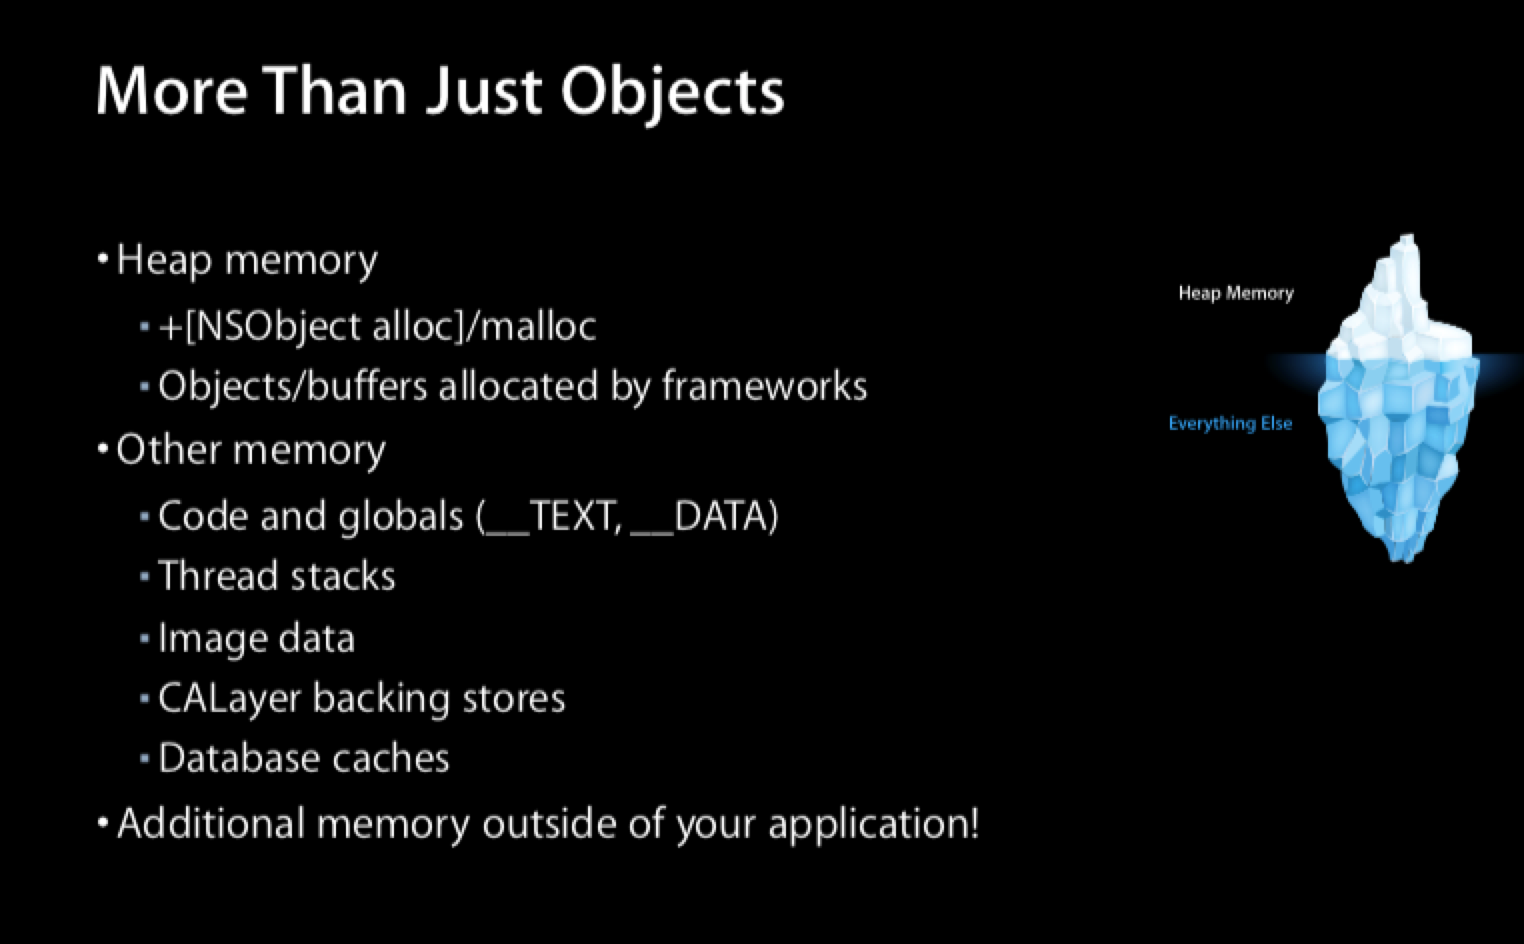 More Than Just Objects
• Heap memory
▪ +[NSObject alloc]/malloc
▪ Objects/buffers allocated by frameworks
• Other memory
▪ Code and globals (__TEXT, __DATA)
▪ Thread stacks
▪ Image data
▪ CALayer backing stores
▪ Database caches
• Additional memory outside of your application!
Heap Memory
Everything Else